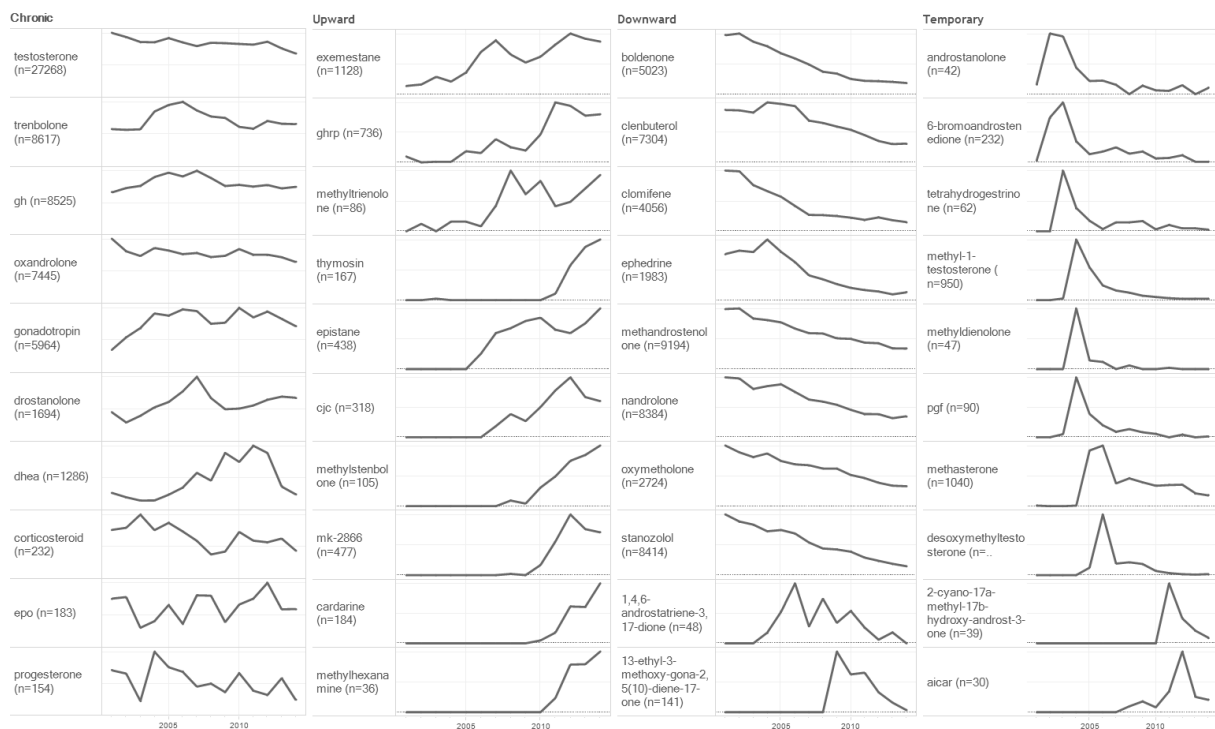 Chronic
testosterone
(n=27268)
trenbolone
(n=8617)
gh (n=8525)
oxandrolone
(n=7445)
gonadotropin
(n=5964)
drostanolone
(n=1694)
dhea (n=1286)
corticosteroid
(n=232)
epo (n=183)
progesterone
(n=154)
2005
2010
Upward
exemestane
(n=1128)
ghrp (n=736)
methyltrienolo
ne (n=86)
thymosin
(n=167)
epistane
(n=438)
cjc (n=318)
methylstenbol
one (n=105)
mk-2866
(n=477)
cardarine
(n=184)
methylhexana
mine (n=36)
2005
2010
Downward
boldenone
(n=5023)
clenbuterol
(n=7304)
clomifene
(n=4056)
ephedrine
(n=1983)
methandrostenol
one (n=9194)
nandrolone
(n=8384)
oxymetholone
(n=2724)
stanozolol
(n=8414)
1,4,6-
androstatriene-3,
17-dione (n=48)
13-ethyl-3-
methoxy-gona-2,
5(10)-diene-17-
one (n=141)
2005
2010
Temporary
androstanolone
(n=42)
6-bromoandrosten
edione (n=232)
tetrahydrogestrino
ne (n=62)
methyl-1-
testosterone (
n=950)
methyldienolone
(n=47)
pgf (n=90)
methasterone
(n=1040)
desoxymethyltesto
sterone (n=..
2-cyano-17a-
methyl-17b-
hydroxy-androst-3-
one (n=39)
aicar (n=30)
2005
2010